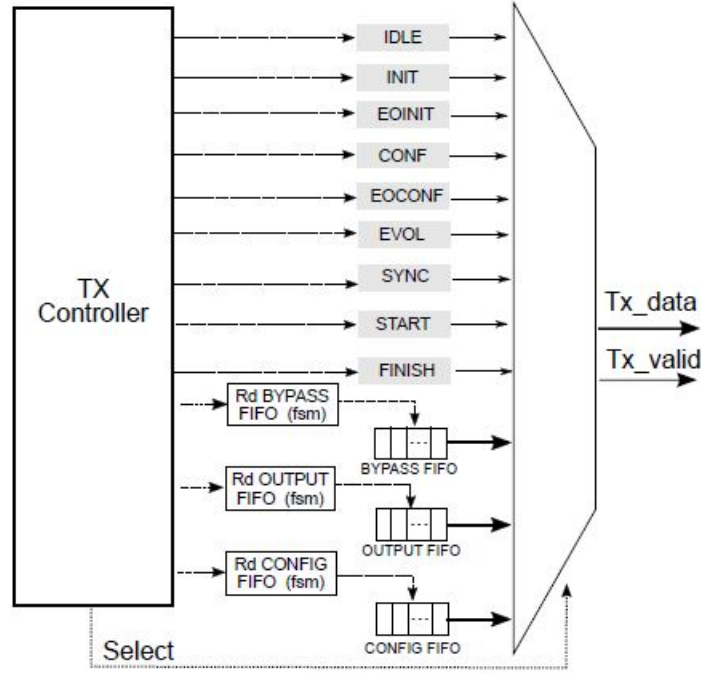 IDLE
INIT
EOINIT
CONF
EOCONF
EVOL
SYNC
START
FINISH
TX
Controller
Tx_data
Tx_valid
Rd BYPASS
FIFO (fsm)
BYPASS FIFO
Rd OUTPUT
FIFO (fsm)
OUTPUT FIFO
Rd CONFIG
FIFO (fsm)
CONFIG FIFO
Select